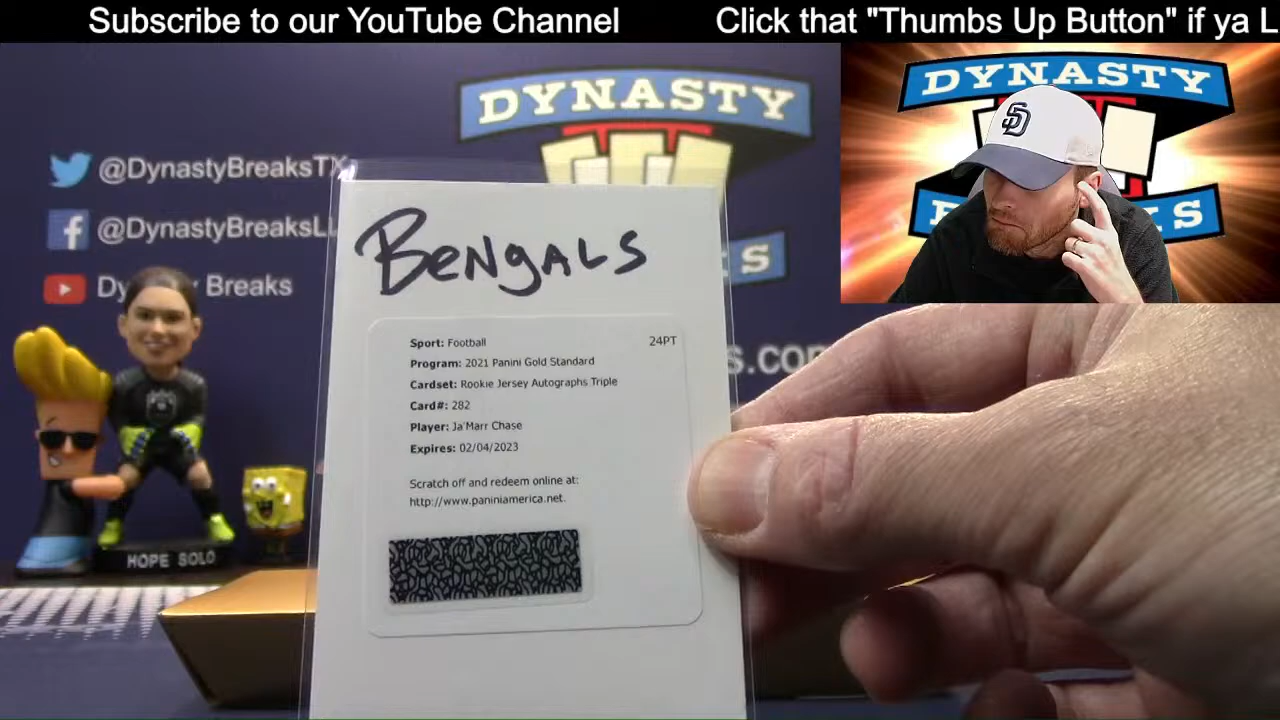 Subscribe to our YouTube Channel
Click that "Thumbs Up Button" if ya L
DYNASTY
DYNASTY
SD
@DynastyBreaksTX
@DynastyBreaksLL
Breaks
Bengals
Sport: Football
24PT
Program: 2021 Panini Gold Standard
Cardset: Rookie Jersey Autographs Triple
Card#: 282
Player: Ja'Marr Chase
Expires: 02/04/2023
Scratch off and redeem online at:
http://www.paniniamerica.net.
HOPE SOLO